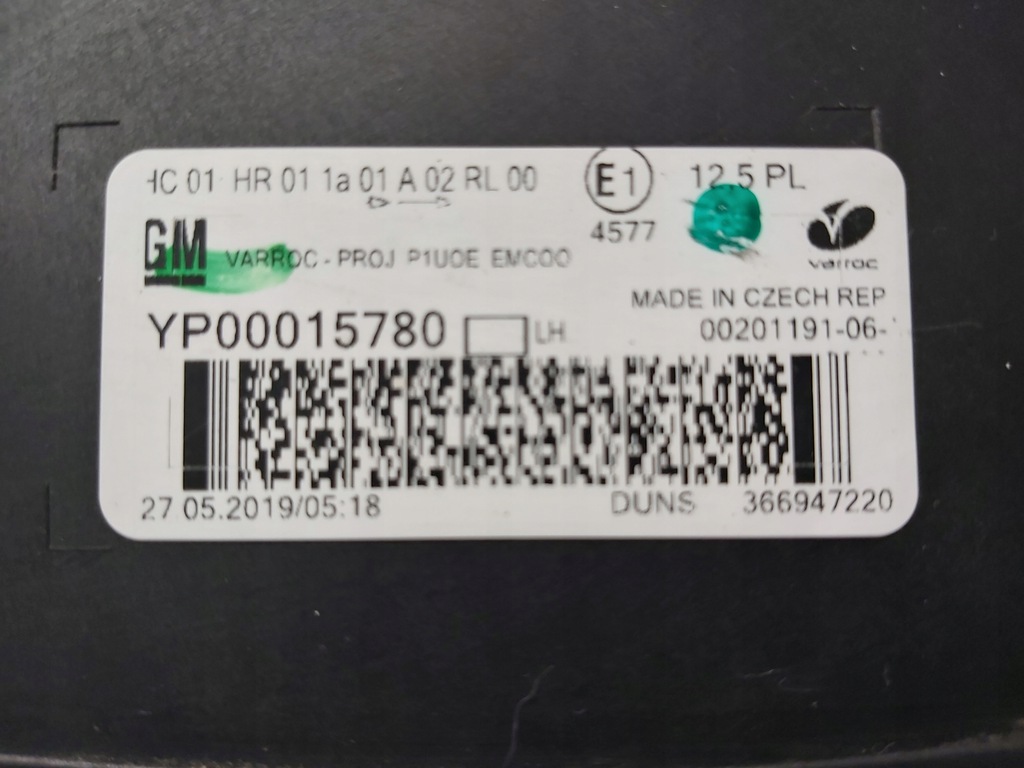 HC 01 HR 01 1a 01 A 02 RL 00
E1
12.5 PL
4577
GM
VARROC - PROJ P1UOE EMC00
varroc
MADE IN CZECH REP
YP00015780 LH
00201191-06-
27.05.2019/05:18 DUNS 366947220